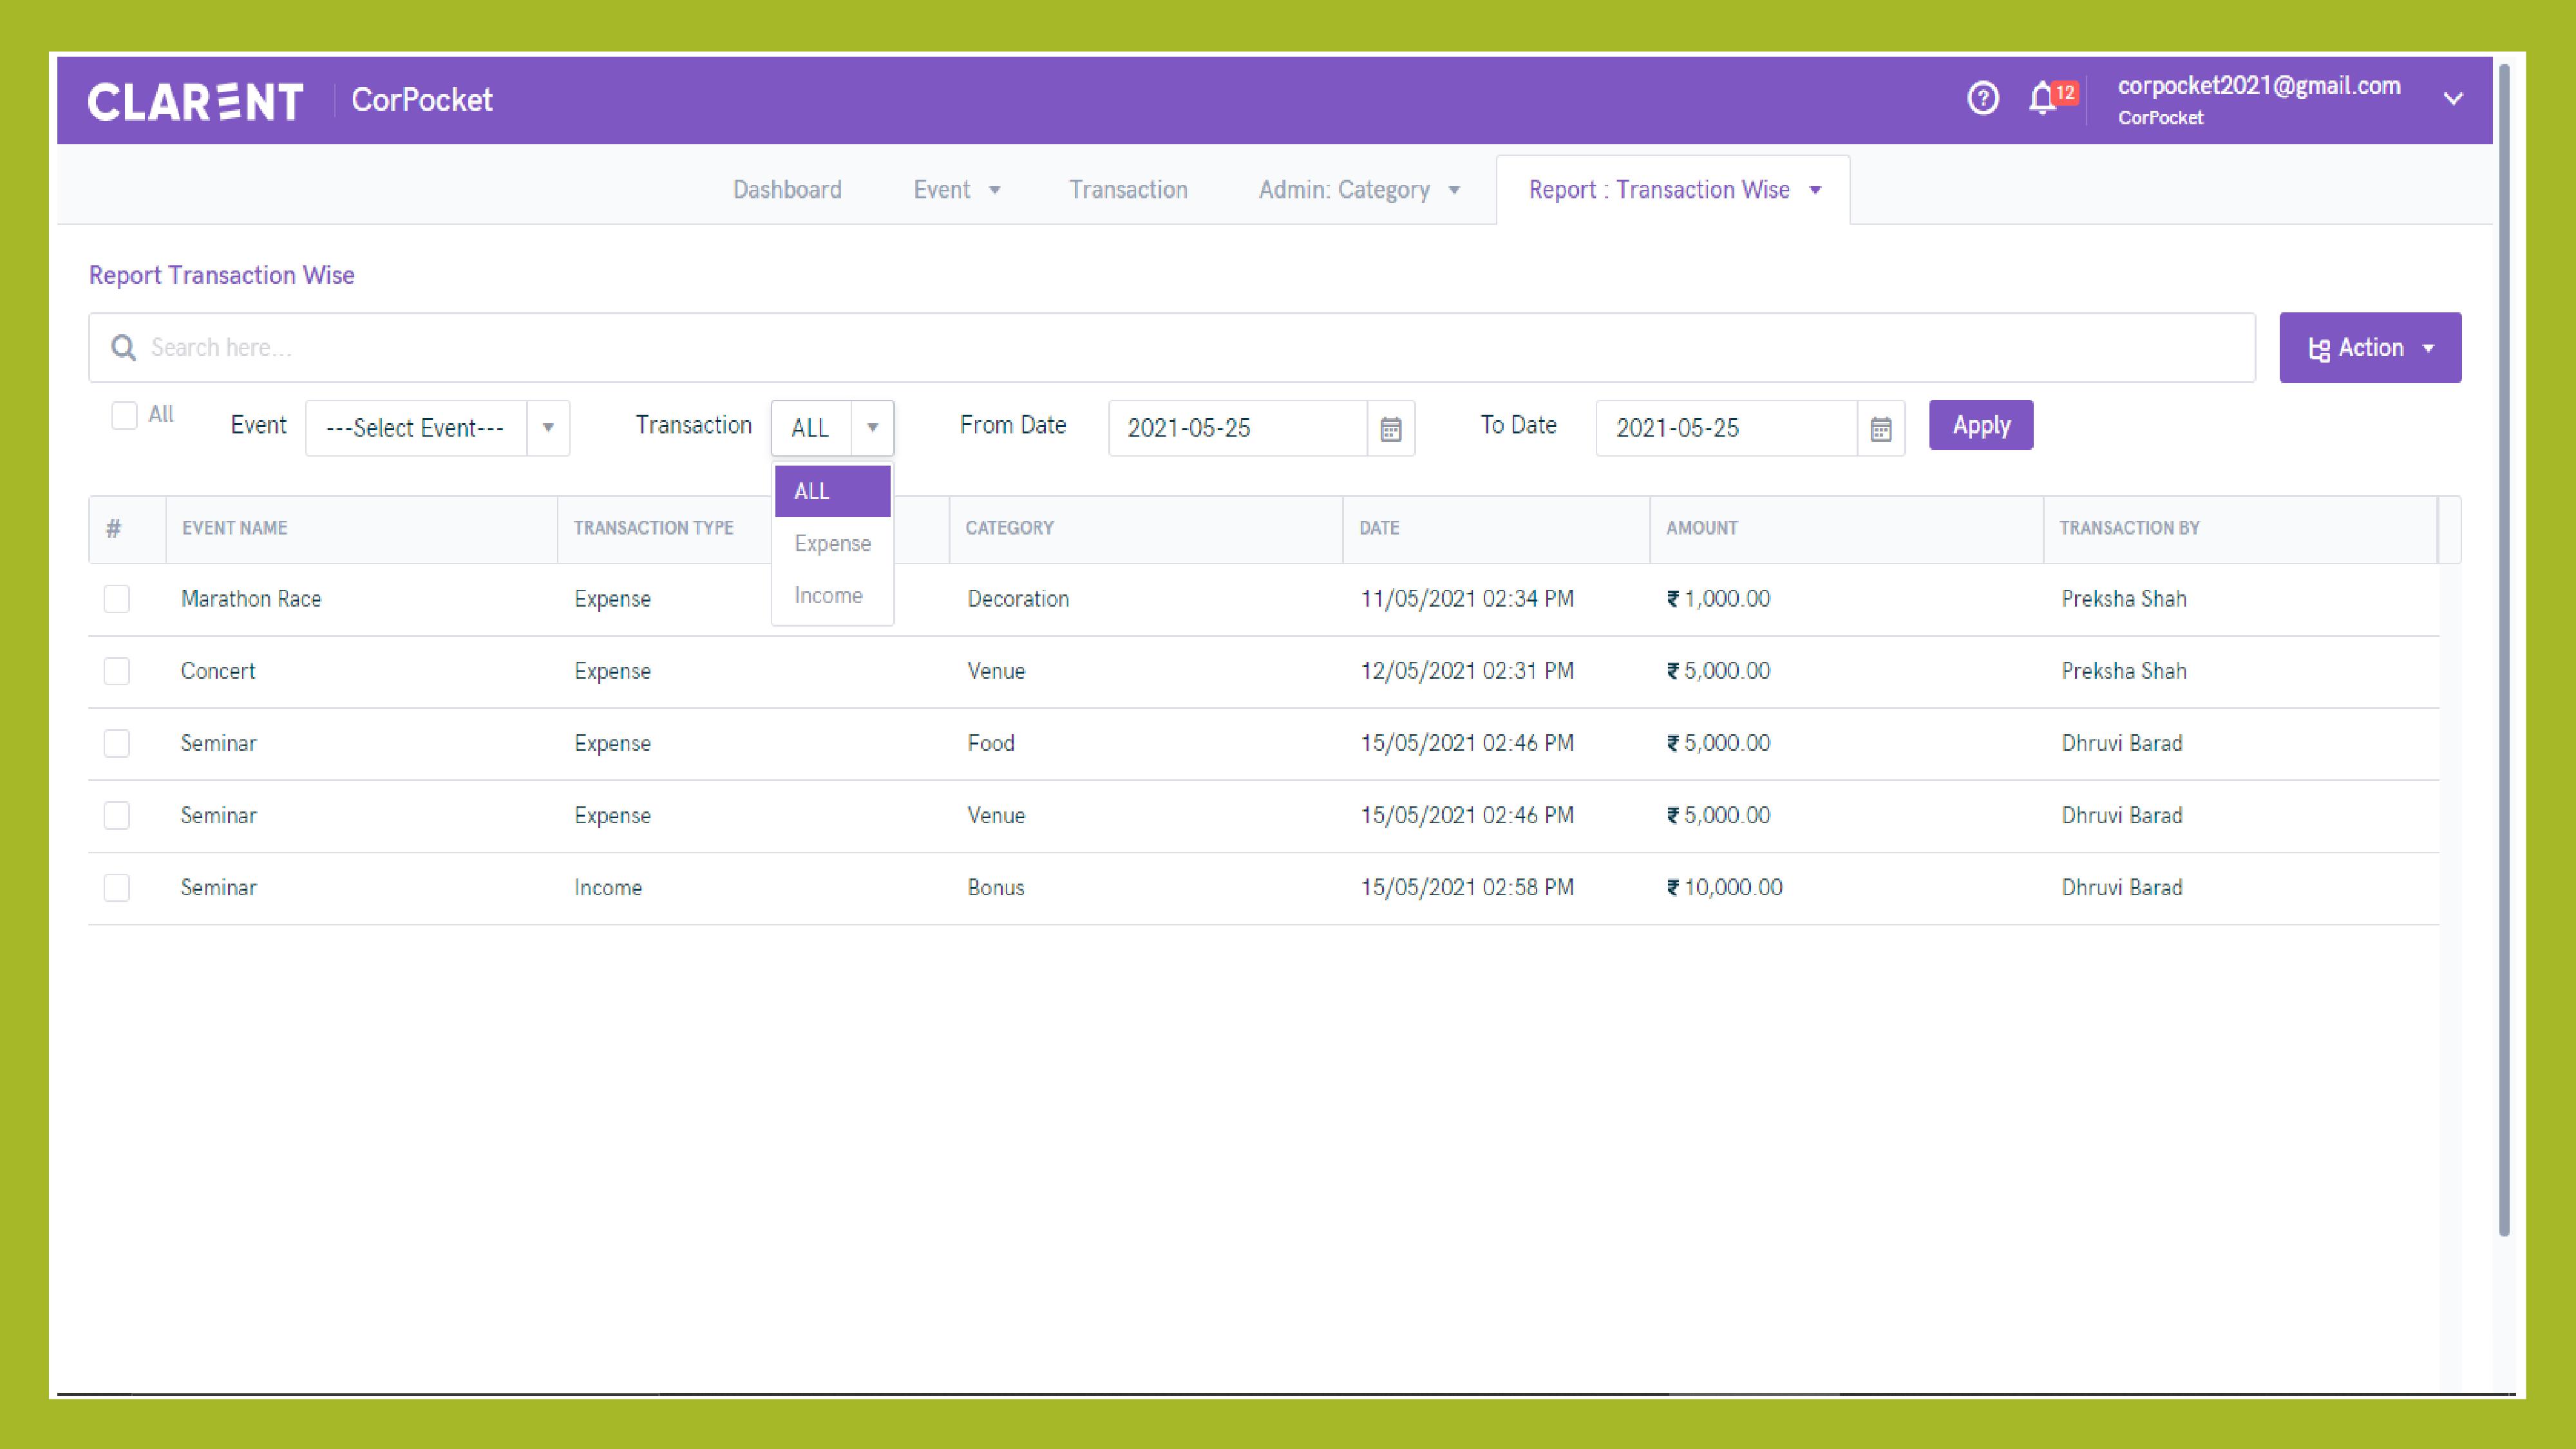 CLARENT CorPocket 12 corpocket2021@gmail.com
CorPocket
Dashboard Event Transaction Admin: Category Report : Transaction Wise
Report Transaction Wise
Search here... Action
All Event ---Select Event--- Transaction ALL From Date 2021-05-25 To Date 2021-05-25 Apply
ALL
Expense
Income
# EVENT NAME TRANSACTION TYPE CATEGORY DATE AMOUNT TRANSACTION BY
Marathon Race Expense Decoration 11/05/2021 02:34 PM ₹ 1,000.00 Preksha Shah
Concert Expense Venue 12/05/2021 02:31 PM ₹ 5,000.00 Preksha Shah
Seminar Expense Food 15/05/2021 02:46 PM ₹ 5,000.00 Dhruvi Barad
Seminar Expense Venue 15/05/2021 02:46 PM ₹ 5,000.00 Dhruvi Barad
Seminar Income Bonus 15/05/2021 02:58 PM ₹ 10,000.00 Dhruvi Barad